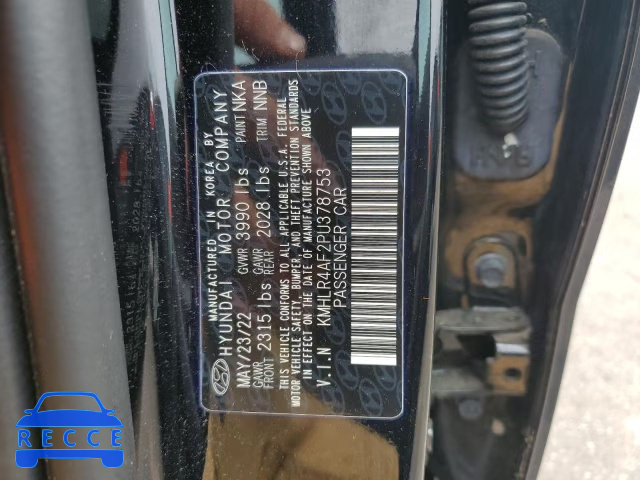 MANUFACTURED IN KOREA BY
HYUNDAI MOTOR COMPANY
MAY/23/22 GVWR 3990 lbs PAINT NKA
GAWR FRONT 2315 lbs GAWR REAR 2028 lbs TRIM NNB
THIS VEHICLE CONFORMS TO ALL APPLICABLE U.S.A. FEDERAL
MOTOR VEHICLE SAFETY, BUMPER, AND THEFT PREVENTION STANDARDS
IN EFFECT ON THE DATE OF MANUFACTURE SHOWN ABOVE
V.I.N KMHLR4AF2PU378753
PASSENGER CAR
RECCE